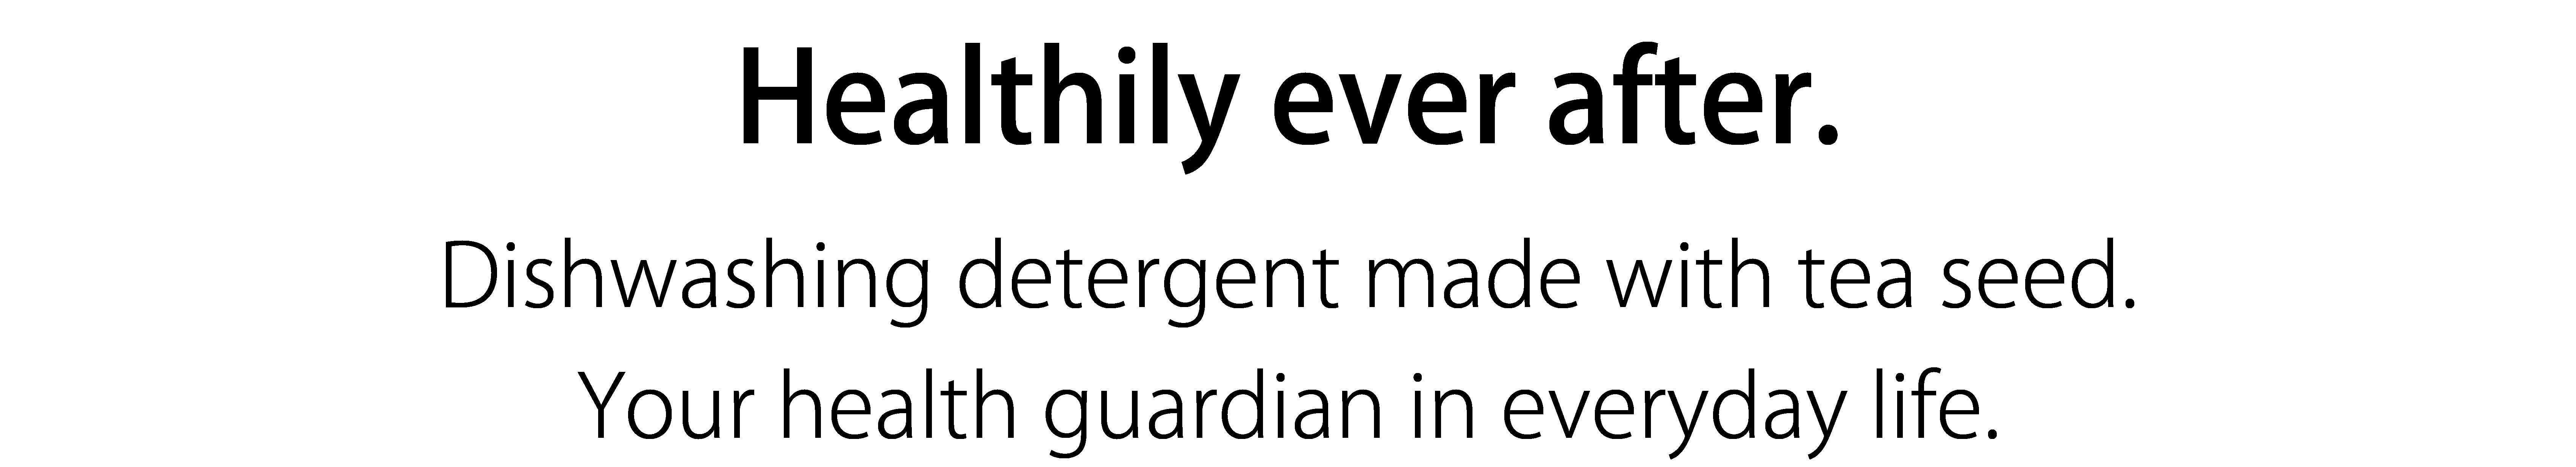 Healthily ever after.
Dishwashing detergent made with tea seed.
Your health guardian in everyday life.